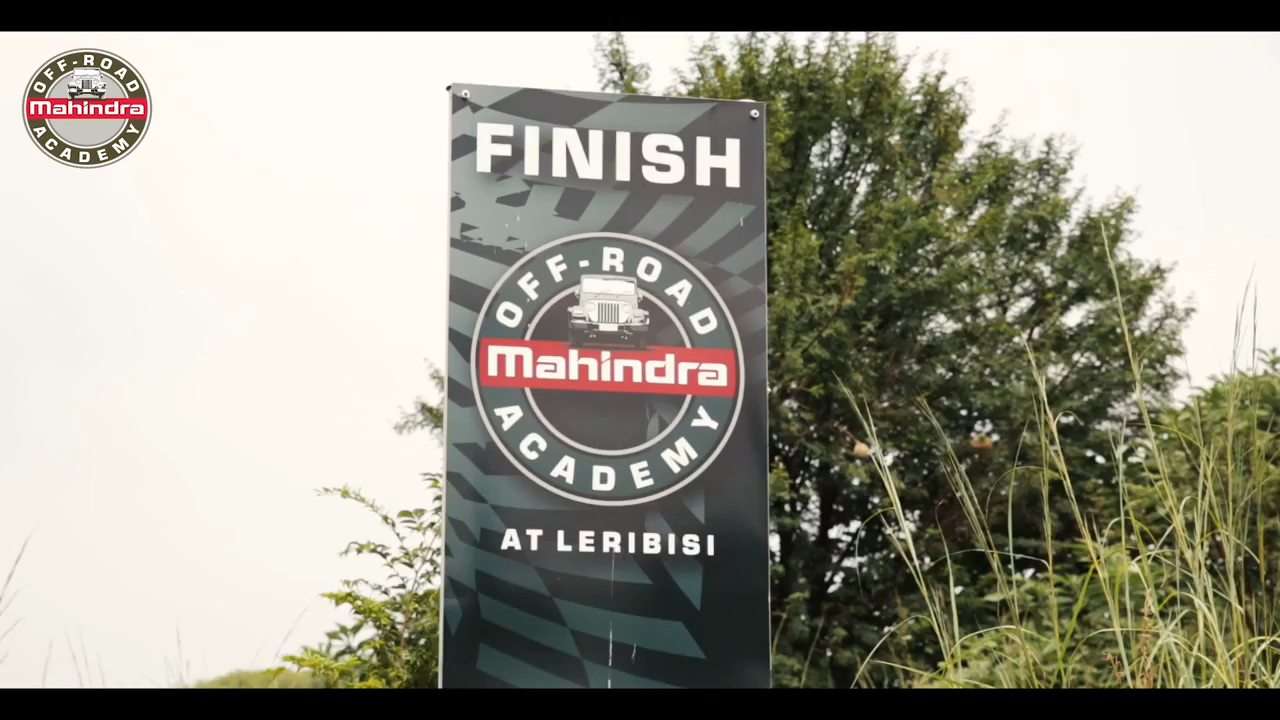 OFF-ROAD
Mahindra
ACADEMY
FINISH
OFF-ROAD
Mahindra
ACADEMY
AT LERIBISI